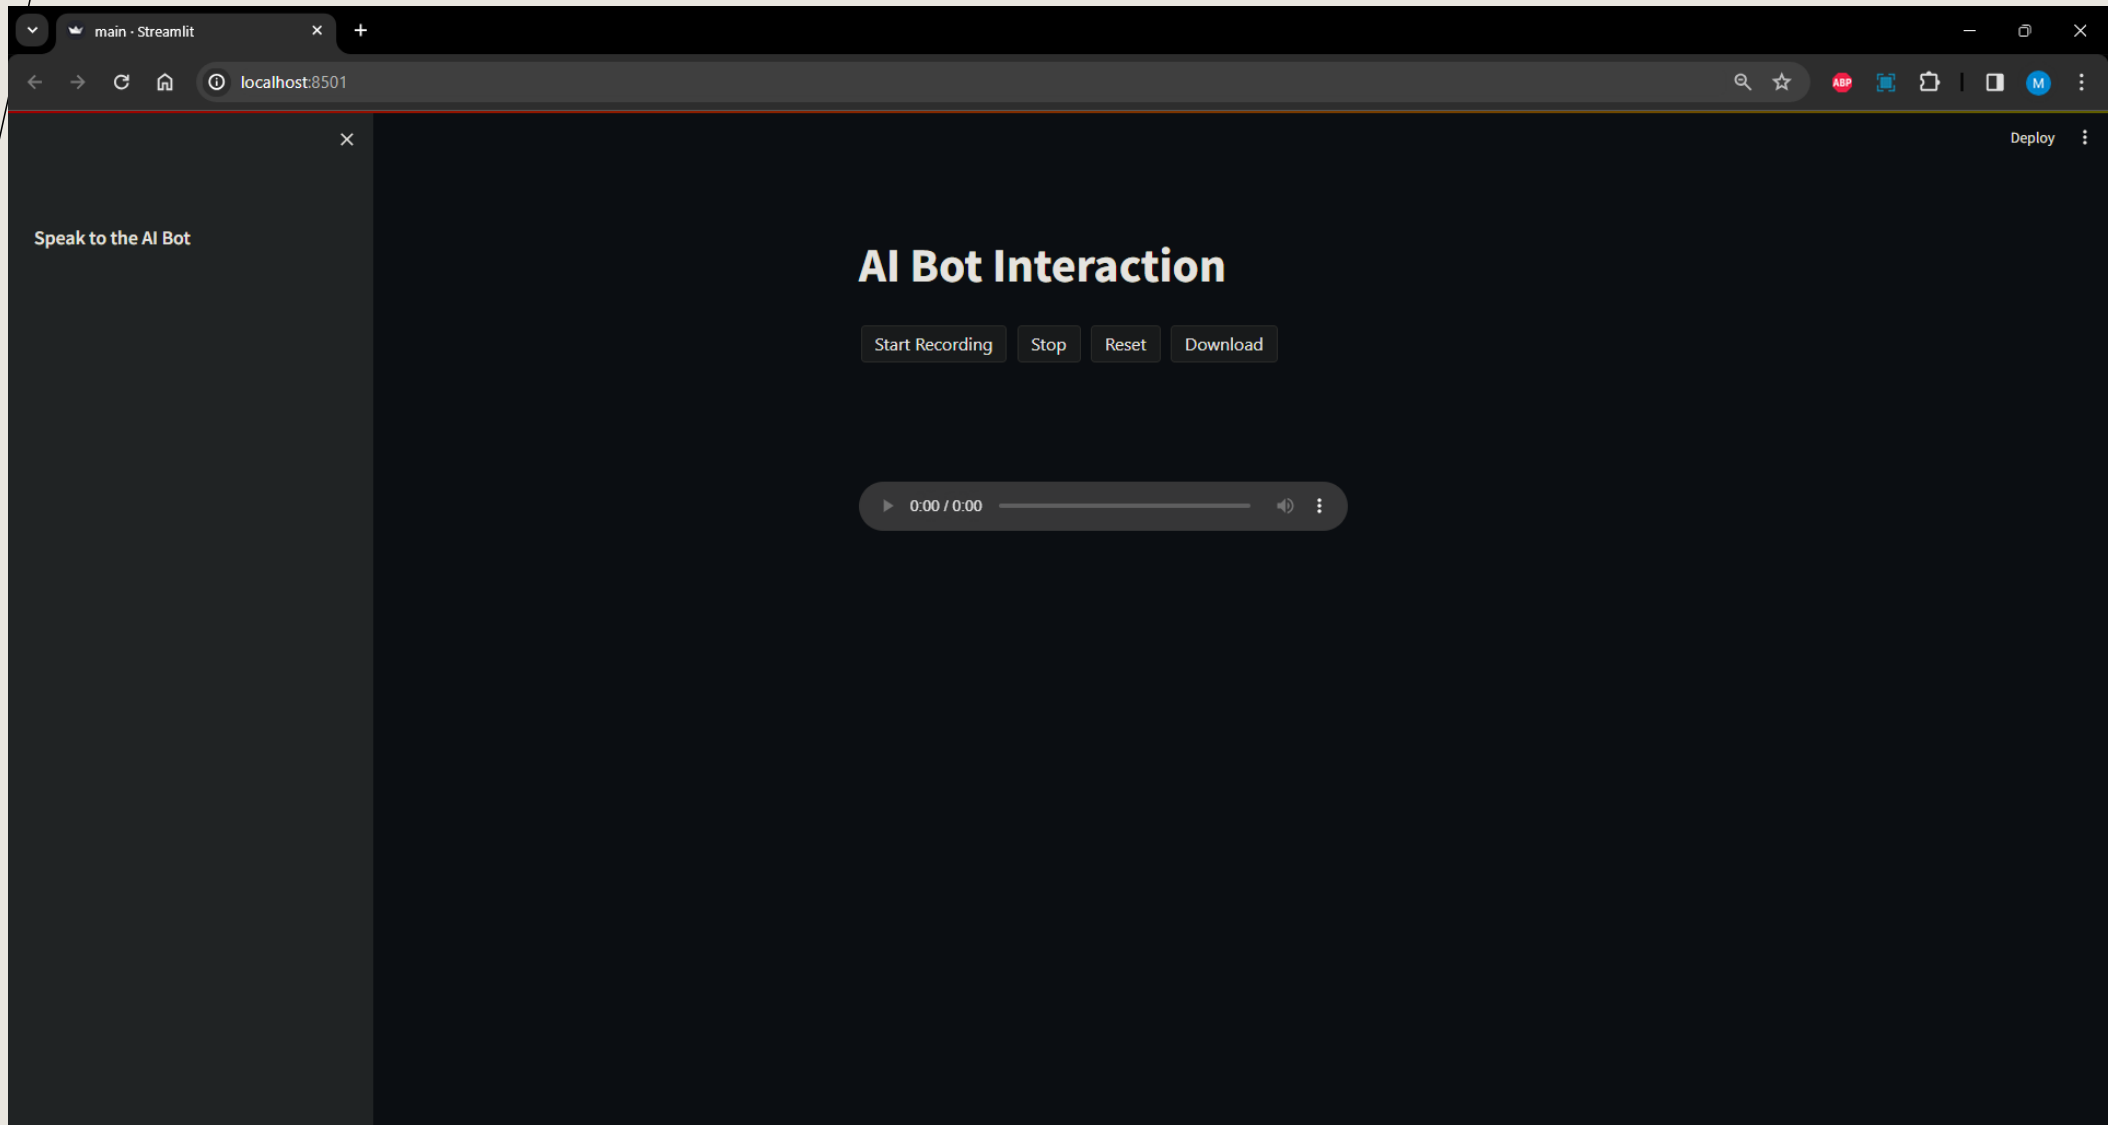 main · Streamlit
localhost:8501
ABP
M
Deploy
Speak to the AI Bot
AI Bot Interaction
Start Recording Stop Reset Download
0:00 / 0:00